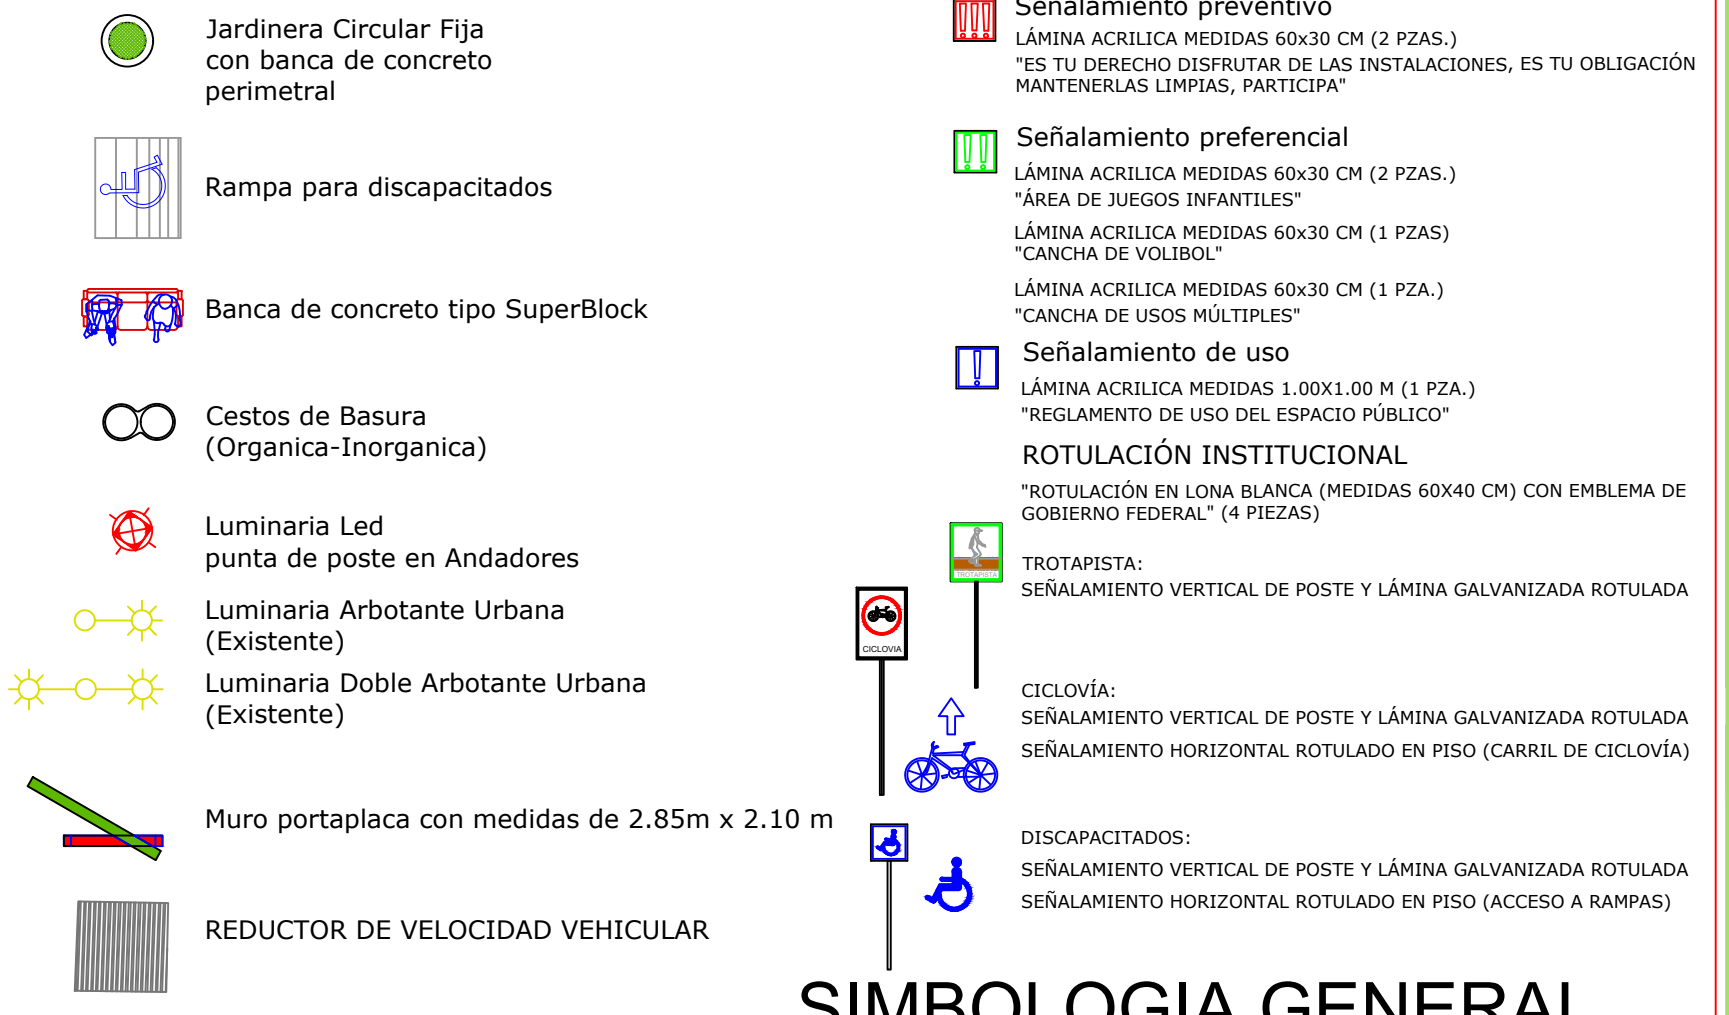 Jardinera Circular Fija
con banca de concreto
perimetral
Rampa para discapacitados
Banca de concreto tipo SuperBlock
Cestos de Basura
(Organica-Inorganica)
Luminaria Led
punta de poste en Andadores
Luminaria Arbotante Urbana
(Existente)
Luminaria Doble Arbotante Urbana
(Existente)
Muro portaplaca con medidas de 2.85m x 2.10 m
REDUCTOR DE VELOCIDAD VEHICULAR
Señalamiento preventivo
LÁMINA ACRILICA MEDIDAS 60x30 CM (2 PZAS.)
"ES TU DERECHO DISFRUTAR DE LAS INSTALACIONES, ES TU OBLIGACIÓN
MANTENERLAS LIMPIAS, PARTICIPA"
Señalamiento preferencial
LÁMINA ACRILICA MEDIDAS 60x30 CM (2 PZAS.)
"ÁREA DE JUEGOS INFANTILES"
LÁMINA ACRILICA MEDIDAS 60x30 CM (1 PZAS)
"CANCHA DE VOLIBOL"
LÁMINA ACRILICA MEDIDAS 60x30 CM (1 PZA.)
"CANCHA DE USOS MÚLTIPLES"
Señalamiento de uso
LÁMINA ACRILICA MEDIDAS 1.00X1.00 M (1 PZA.)
"REGLAMENTO DE USO DEL ESPACIO PÚBLICO"
ROTULACIÓN INSTITUCIONAL
"ROTULACIÓN EN LONA BLANCA (MEDIDAS 60X40 CM) CON EMBLEMA DE
GOBIERNO FEDERAL" (4 PIEZAS)
TROTAPISTA
TROTAPISTA:
SEÑALAMIENTO VERTICAL DE POSTE Y LÁMINA GALVANIZADA ROTULADA
CICLOVIA
CICLOVÍA:
SEÑALAMIENTO VERTICAL DE POSTE Y LÁMINA GALVANIZADA ROTULADA
SEÑALAMIENTO HORIZONTAL ROTULADO EN PISO (CARRIL DE CICLOVÍA)
DISCAPACITADOS:
SEÑALAMIENTO VERTICAL DE POSTE Y LÁMINA GALVANIZADA ROTULADA
SEÑALAMIENTO HORIZONTAL ROTULADO EN PISO (ACCESO A RAMPAS)
SIMBOLOGIA GENERAL